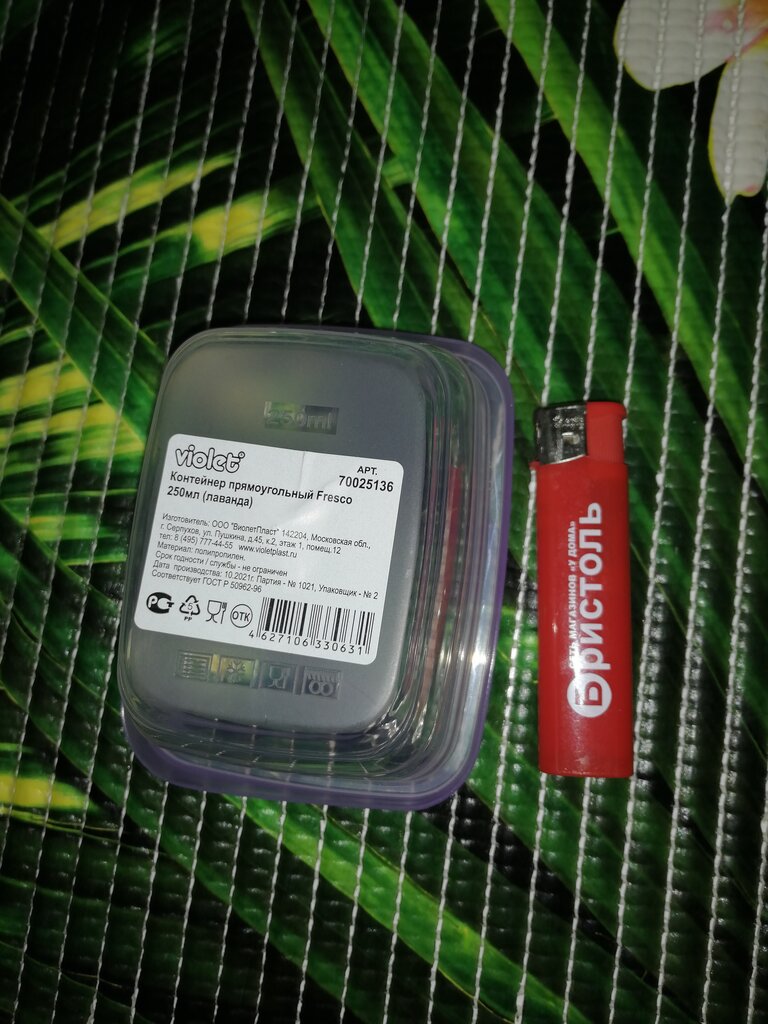 250ml
violet
АРТ.
70025136
Контейнер прямоугольный Fresco
250мл (лаванда)
Изготовитель: ООО "ВиолетПласт" 142204, Московская обл.,
г. Серпухов, ул. Пушкина, д.45, к.2, этаж 1, помещ.12
тел: 8 (495) 777-44-55 www.violetplast.ru
Материал: полипропилен.
Срок годности / службы - не ограничен
Дата производства: 10.2021г. Партия - № 1021, Упаковщик - № 2
Соответствует ГОСТ Р 50962-96
РСТ
5
PP
ОТК
4 627106 330631
СЕТЬ МАГАЗИНОВ «У ДОМА»
БРИСТОЛЬ